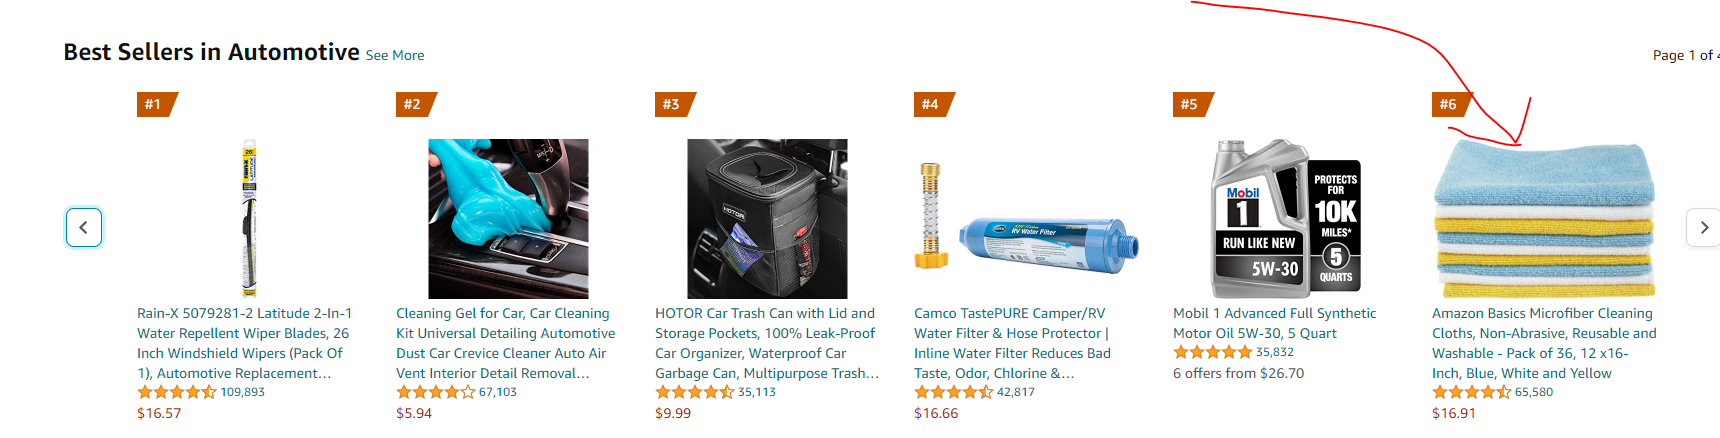 Best Sellers in Automotive See More
Page 1 of
#1
#2
#3
#4
#5
#6
26
RAIN-X
HOTOR
RV Water Filter
Mobil
1
PROTECTS
FOR
10K
MILES*
RUN LIKE NEW
5W-30
5
QUARTS
Rain-X 5079281-2 Latitude 2-In-1
Water Repellent Wiper Blades, 26
Inch Windshield Wipers (Pack Of
1), Automotive Replacement...
109,893
$16.57
Cleaning Gel for Car, Car Cleaning
Kit Universal Detailing Automotive
Dust Car Crevice Cleaner Auto Air
Vent Interior Detail Removal...
67,103
$5.94
HOTOR Car Trash Can with Lid and
Storage Pockets, 100% Leak-Proof
Car Organizer, Waterproof Car
Garbage Can, Multipurpose Trash...
35,113
$9.99
Camco TastePURE Camper/RV
Water Filter & Hose Protector |
Inline Water Filter Reduces Bad
Taste, Odor, Chlorine &...
42,817
$16.66
Mobil 1 Advanced Full Synthetic
Motor Oil 5W-30, 5 Quart
35,832
6 offers from $26.70
Amazon Basics Microfiber Cleaning
Cloths, Non-Abrasive, Reusable and
Washable - Pack of 36, 12 x16-
Inch, Blue, White and Yellow
65,580
$16.91